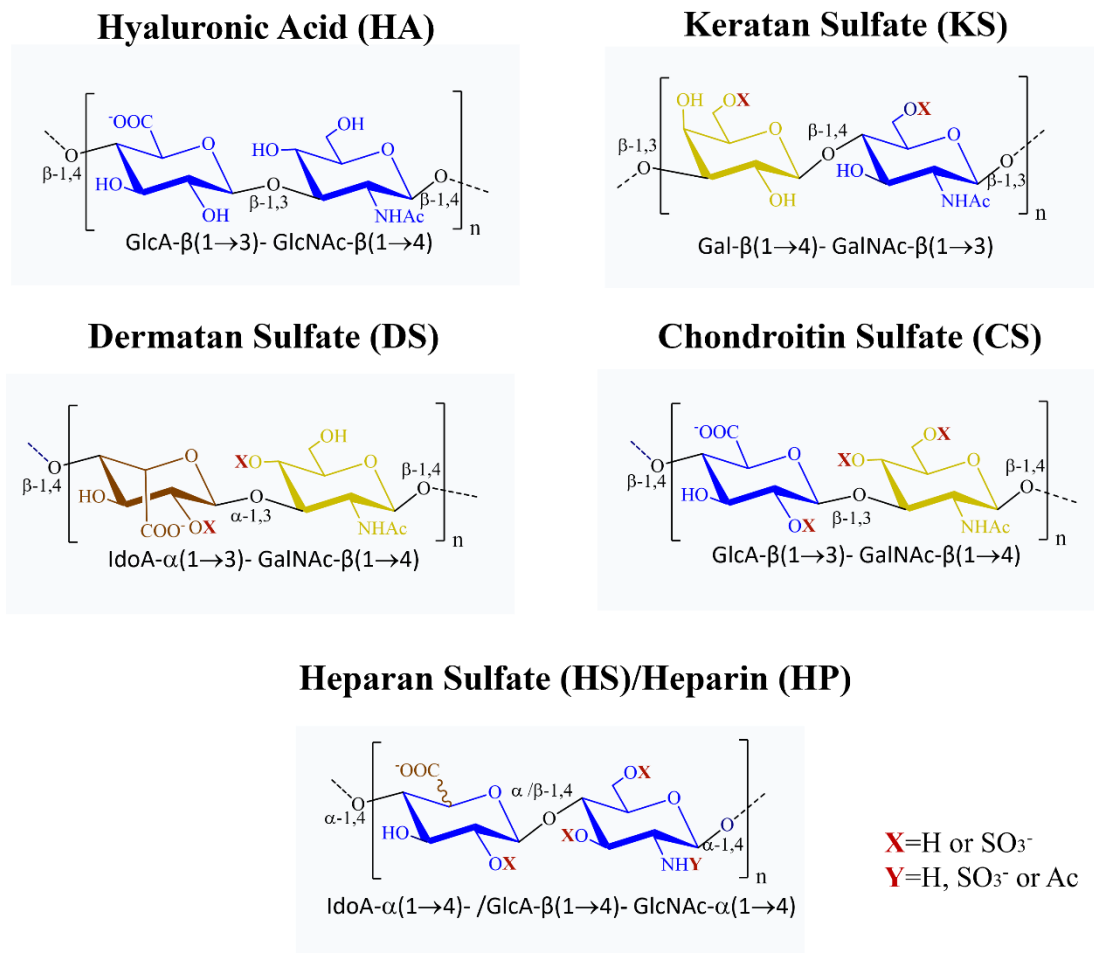 Hyaluronic Acid (HA)
⁻OOC
O
OH
HO
O
O
β-1,4
HO
O
OH
β-1,3
NHAc
O
β-1,4
n
GlcA-β(1→3)- GlcNAc-β(1→4)
Keratan Sulfate (KS)
OH
OX
OX
β-1,3
O
O
β-1,4
O
O
HO
O
O
β-1,3
OH
NHAc
n
Gal-β(1→4)- GalNAc-β(1→3)
Dermatan Sulfate (DS)
OH
O
XO
O
β-1,4
O
β-1,4
HO
O
α-1,3
O
COO⁻
OX
NHAc
n
IdoA-α(1→3)- GalNAc-β(1→4)
Chondroitin Sulfate (CS)
⁻OOC
OX
O
XO
O
β-1,4
O
β-1,4
HO
O
β-1,3
O
OX
NHAc
n
GlcA-β(1→3)- GalNAc-β(1→4)
Heparan Sulfate (HS)/Heparin (HP)
⁻OOC
OX
O
α /β-1,4
O
O
α-1,4
HO
O
XO
O
α-1,4
OX
NHY
n
IdoA-α(1→4)- /GlcA-β(1→4)- GlcNAc-α(1→4)
X=H or SO₃⁻
Y=H, SO₃⁻ or Ac